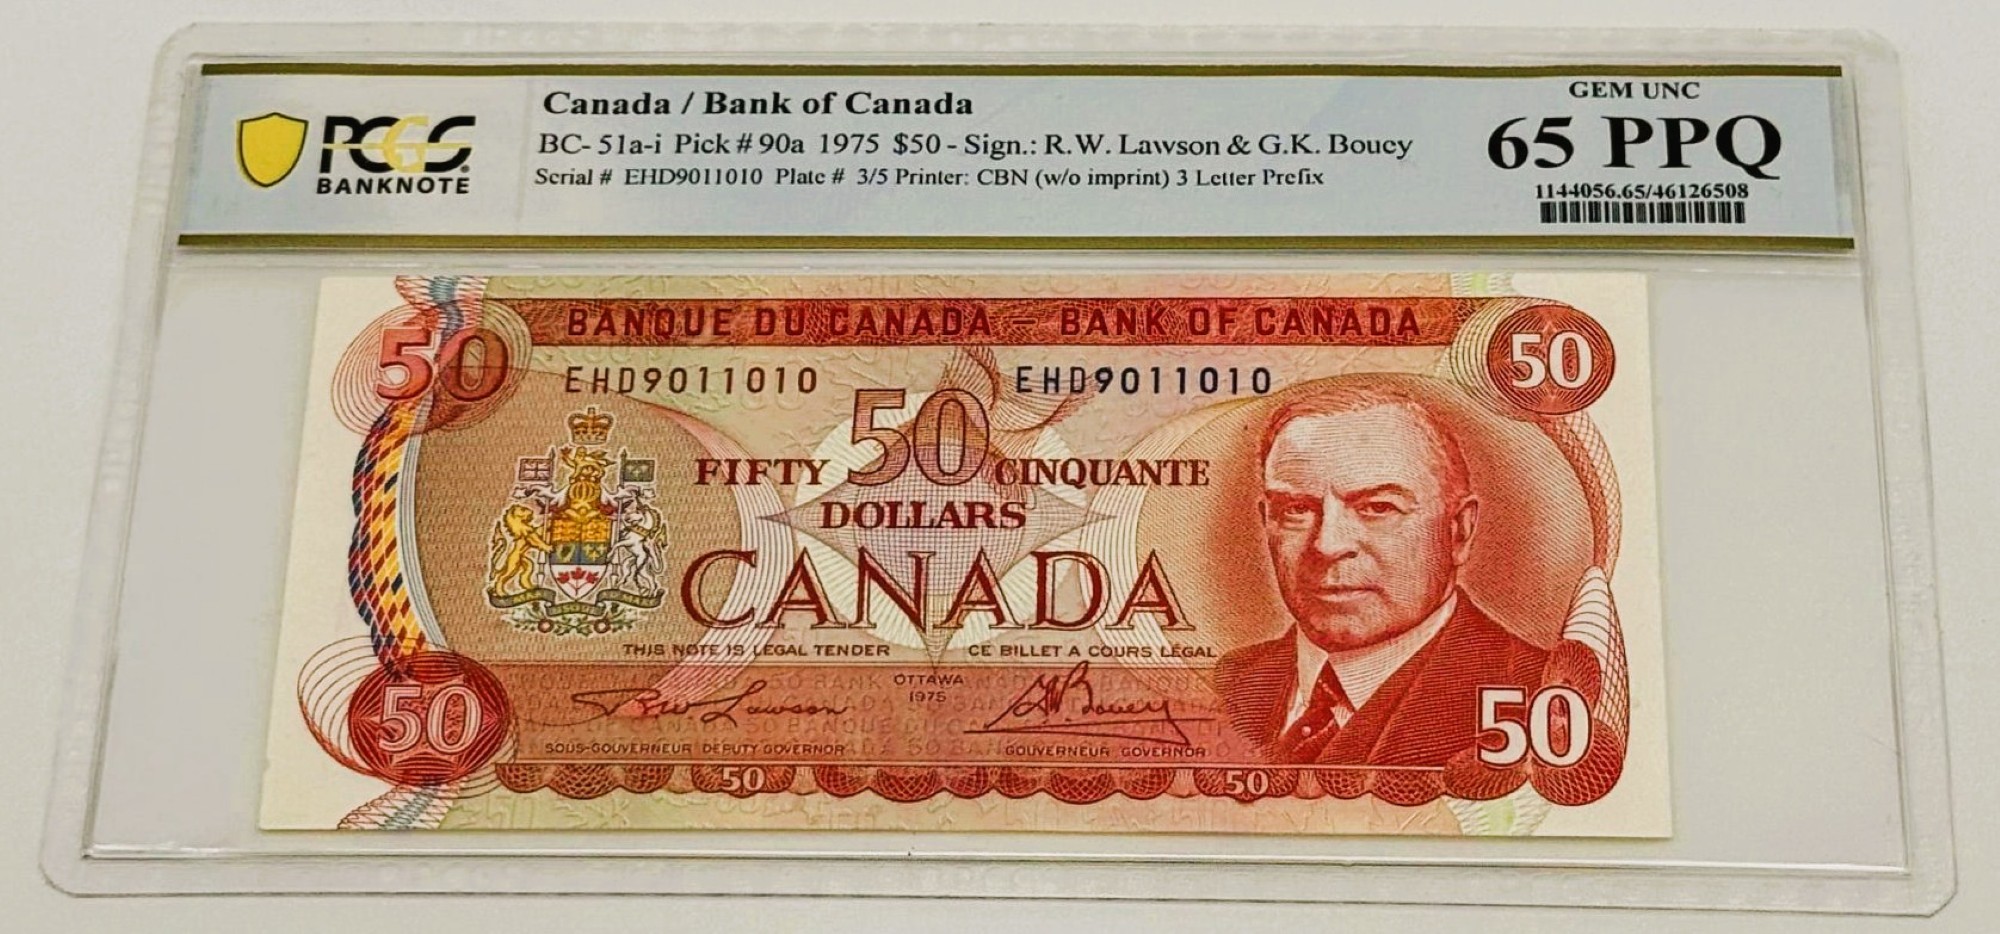 PCGS
BANKNOTE
Canada / Bank of Canada
BC- 51a-i Pick # 90a 1975 $50 - Sign.: R.W. Lawson & G.K. Boucy
Serial # EHD9011010 Plate # 3/5 Printer: CBN (w/o imprint) 3 Letter Prefix
GEM UNC
65 PPQ
1144056.65/46126508
50
BANQUE DU CANADA – BANK OF CANADA
50
EHD9011010
EHD9011010
FIFTY 50 CINQUANTE
DOLLARS
CANADA
THIS NOTE IS LEGAL TENDER
CE BILLET A COURS LÉGAL
OTTAWA
1975
R.W. Lawson
G.K. Bouey
SOUS-GOUVERNEUR DEPUTY GOVERNOR
GOUVERNEUR GOVERNOR
50
50
50
50